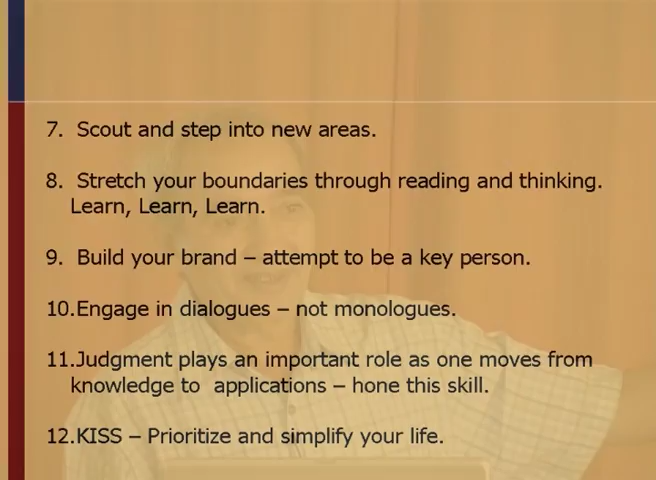 7. Scout and step into new areas.
8. Stretch your boundaries through reading and thinking.
Learn, Learn, Learn.
9. Build your brand – attempt to be a key person.
10.Engage in dialogues – not monologues.
11.Judgment plays an important role as one moves from
knowledge to applications – hone this skill.
12.KISS – Prioritize and simplify your life.